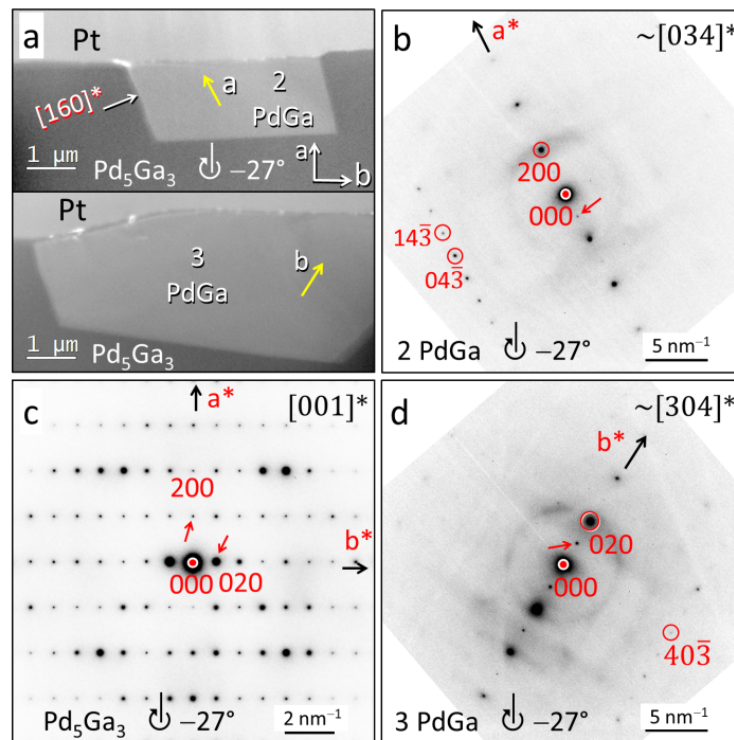 a
Pt
[160]*
a
2
PdGa
1 μm
Pd₅Ga₃
−27°
a
b
Pt
3
PdGa
b
1 μm
Pd₅Ga₃
b
a*
~[034]*
200
000
143̅
043̅
2 PdGa
−27°
5 nm⁻¹
c
a*
[001]*
200
b*
000
020
Pd₅Ga₃
−27°
2 nm⁻¹
d
~[304]*
b*
020
000
403̅
3 PdGa
−27°
5 nm⁻¹